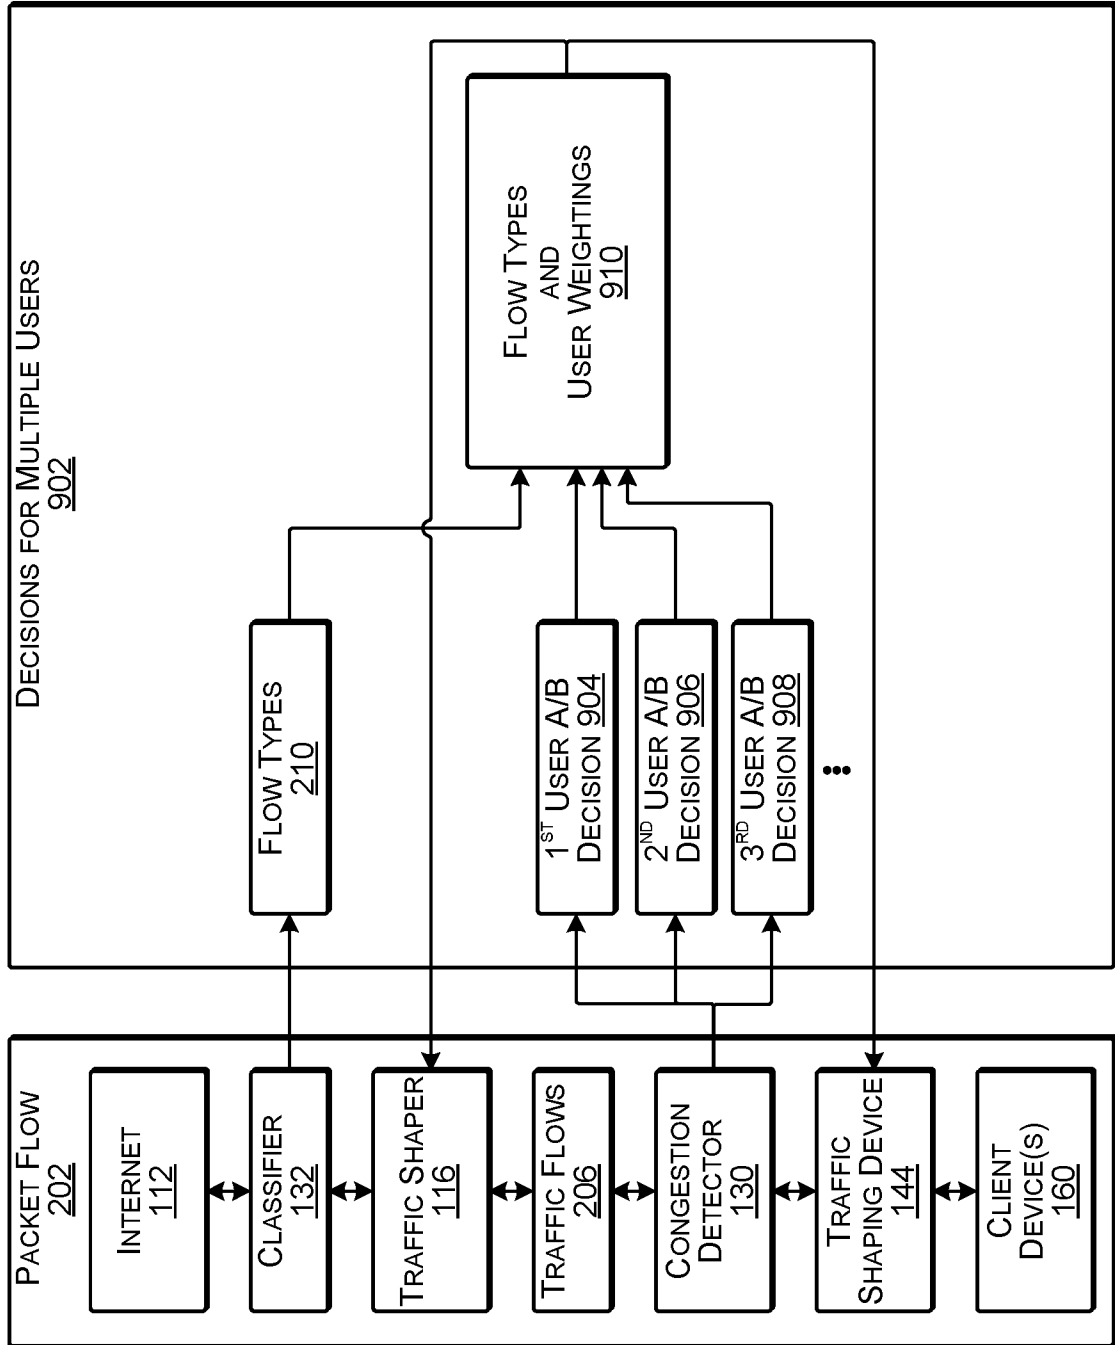 PACKET FLOW
202
INTERNET
112
CLASSIFIER
132
TRAFFIC SHAPER
116
TRAFFIC FLOWS
206
CONGESTION
DETECTOR
130
TRAFFIC
SHAPING DEVICE
144
CLIENT
DEVICE(S)
160
DECISIONS FOR MULTIPLE USERS
902
FLOW TYPES
210
1ST USER A/B
DECISION 904
2ND USER A/B
DECISION 906
3RD USER A/B
DECISION 908
...
FLOW TYPES
AND
USER WEIGHTINGS
910